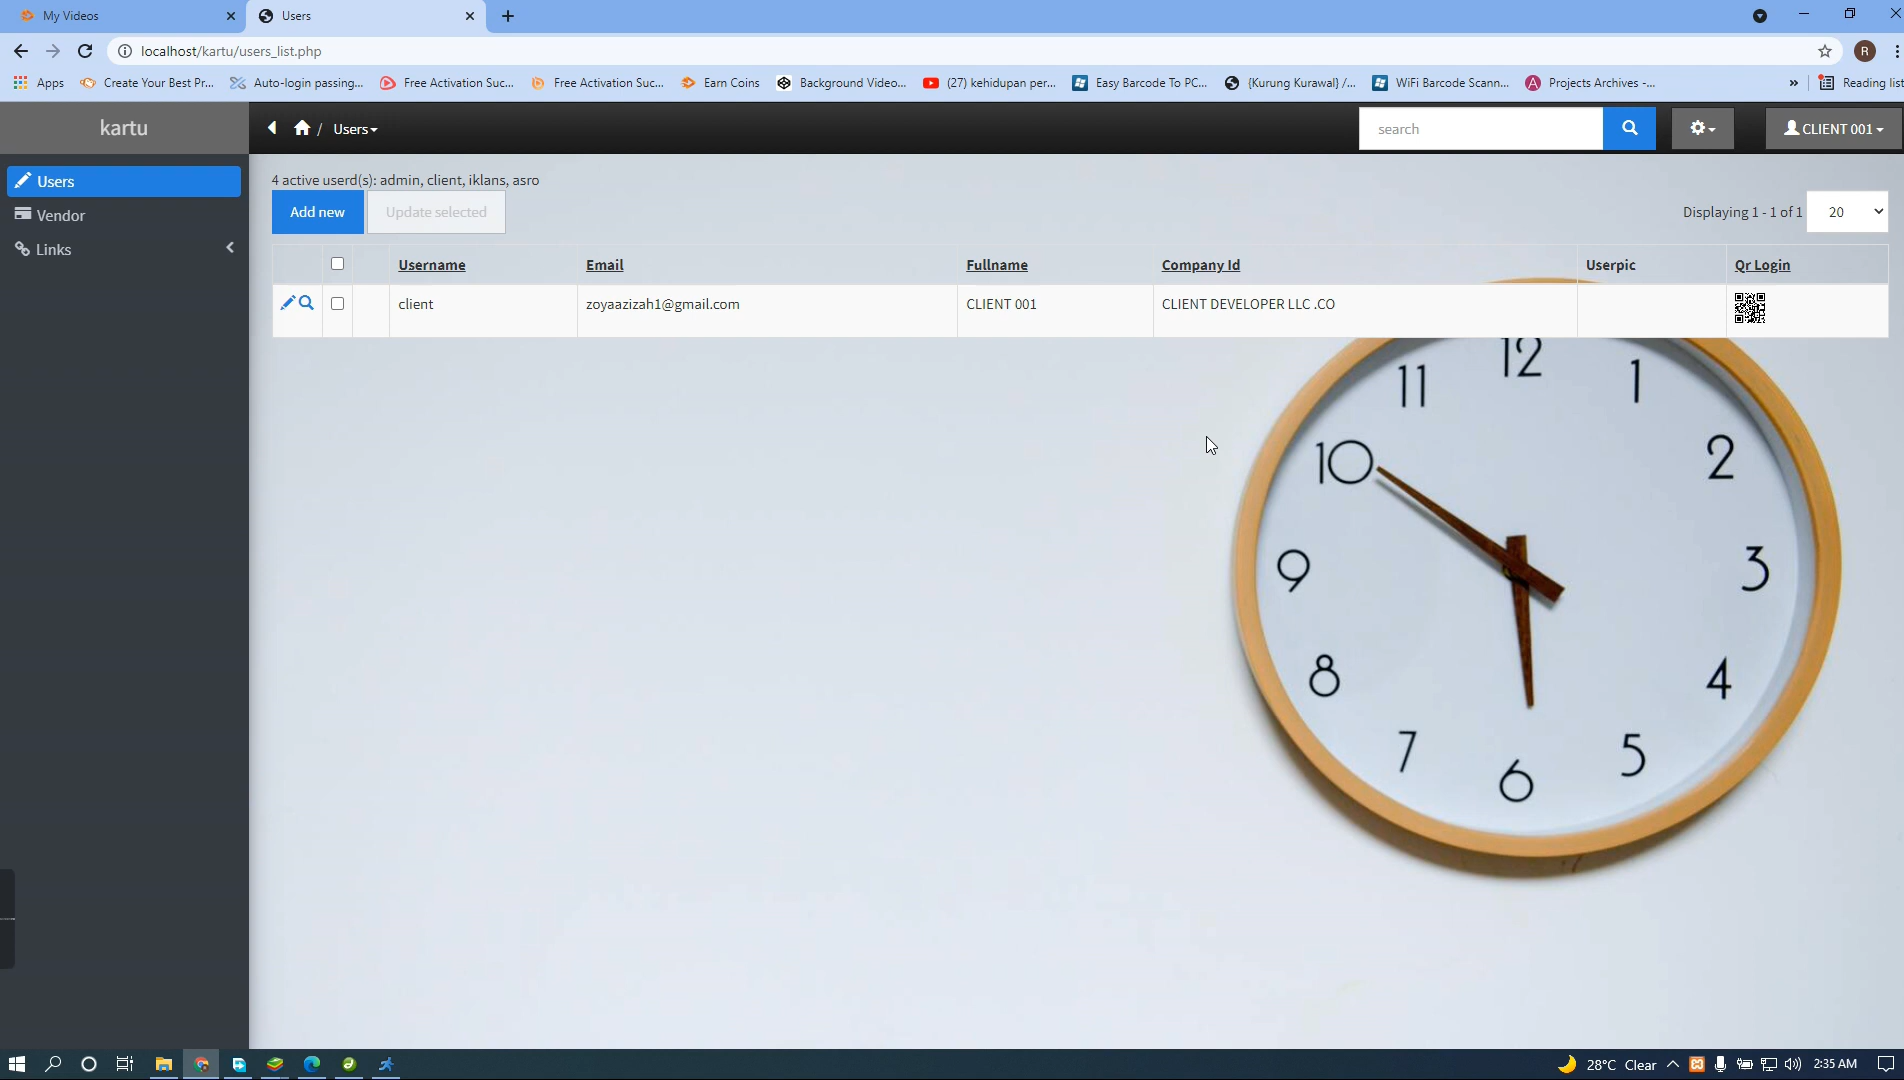 My Videos
Users
localhost/kartu/users_list.php
R
Apps
Create Your Best Pr...
Auto-login passing...
Free Activation Suc...
Free Activation Suc...
Earn Coins
Background Video...
(27) kehidupan per...
Easy Barcode To PC...
{Kurung Kurawal} /...
WiFi Barcode Scann...
Projects Archives -...
»
Reading list
kartu
/ Users
search
CLIENT 001
Users
Vendor
Links
4 active userd(s): admin, client, iklans, asro
Add new
Update selected
Displaying 1 - 1 of 1
20
Username Email Fullname Company Id Userpic Qr Login
client zoyaazizah1@gmail.com CLIENT 001 CLIENT DEVELOPER LLC .CO
12
11 1
10 2
9 3
8 4
7 5
6
28°C Clear
2:35 AM